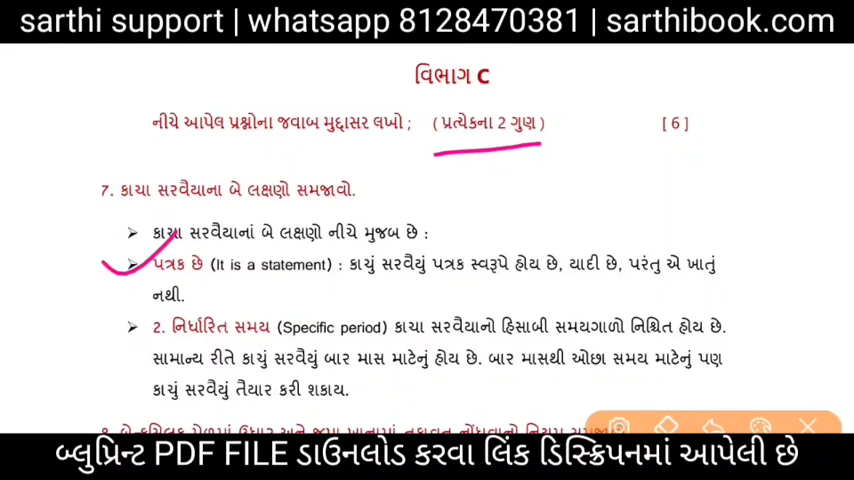 sarthi support | whatsapp 8128470381 | sarthibook.com
વિભાગ C
નીચે આપેલ પ્રશ્નોના જવાબ મુદ્દાસર લખો ; ( પ્રત્યેકના 2 ગુણ ) [ 6 ]
7. કાચા સરવૈયાના બે લક્ષણો સમજાવો.
➢ કાચા સરવૈયાનાં બે લક્ષણો નીચે મુજબ છે :
➢ પત્રક છે (It is a statement) : કાચું સરવૈયું પત્રક સ્વરૂપે હોય છે, યાદી છે, પરંતુ એ ખાતું
નથી.
➢ 2. નિર્ધારિત સમય (Specific period) કાચા સરવૈયાનો હિસાબી સમયગાળો નિશ્ચિત હોય છે.
સામાન્ય રીતે કાચું સરવૈયું બાર માસ માટેનું હોય છે. બાર માસથી ઓછા સમય માટેનું પણ
કાચું સરવૈયું તૈયાર કરી શકાય.
બ્લુપ્રિન્ટ PDF FILE ડાઉનલોડ કરવા લિંક ડિસ્ક્રિપનમાં આપેલી છે